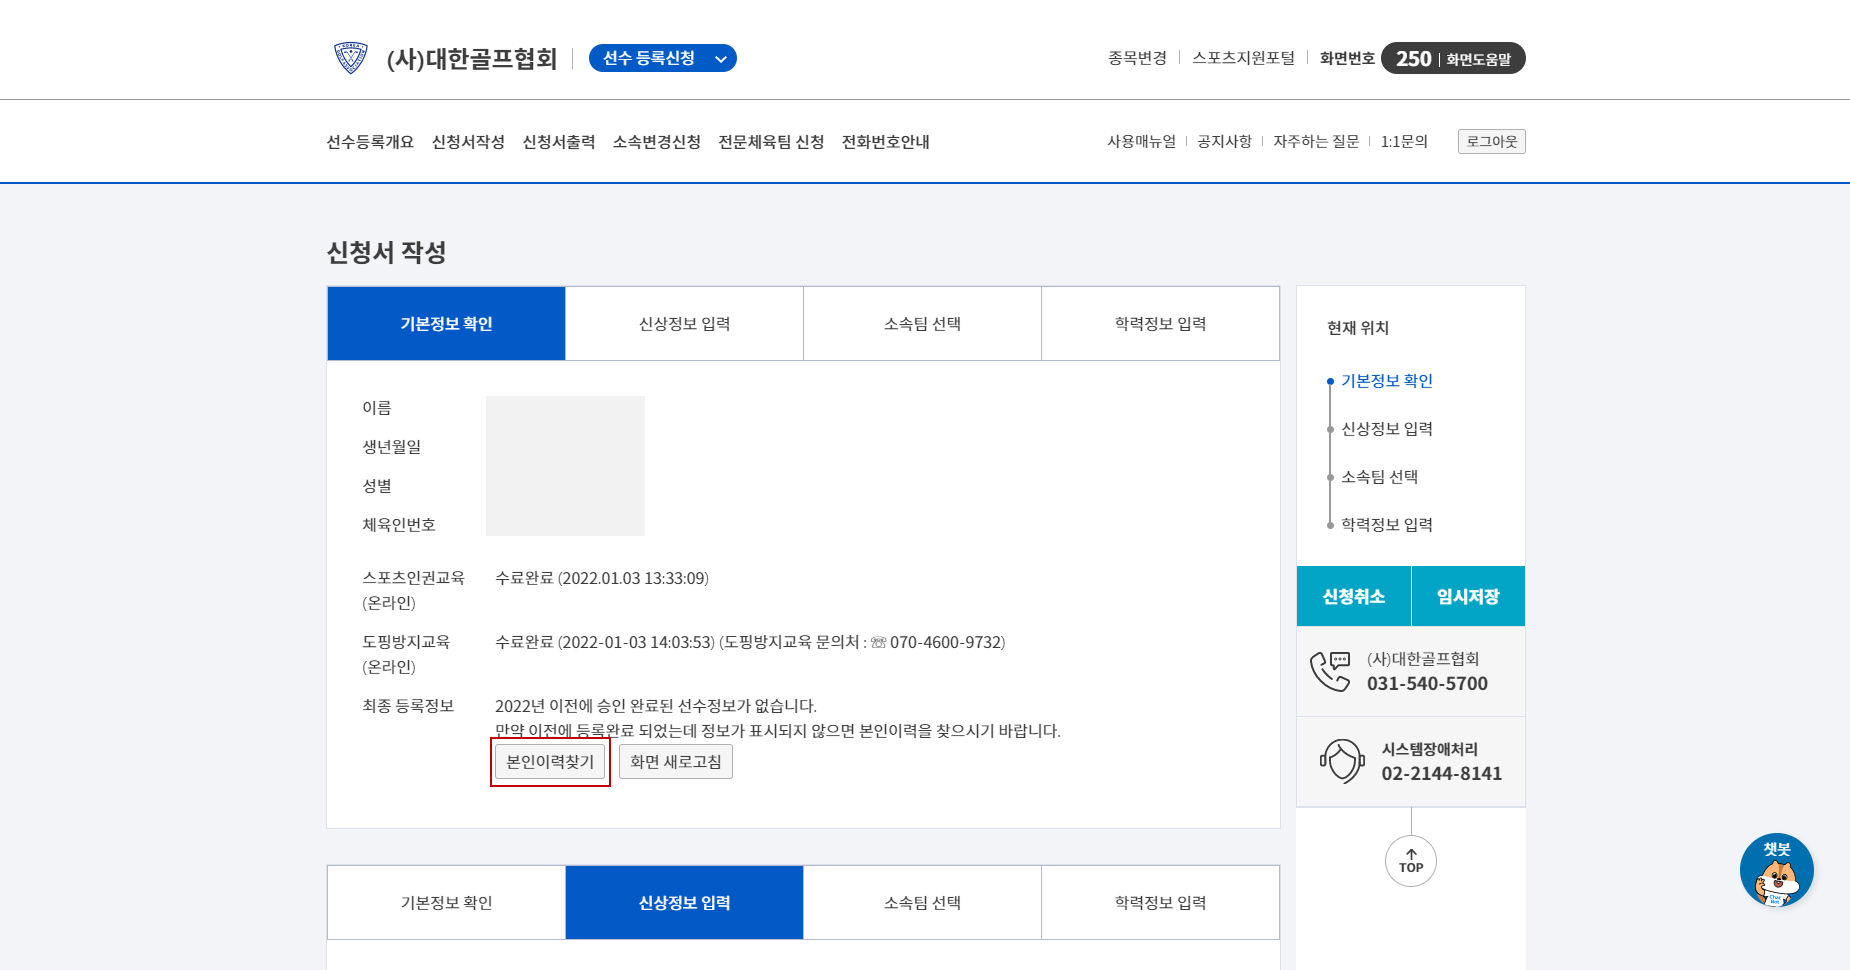 (사)대한골프협회
선수 등록신청
종목변경
스포츠지원포털
화면번호
250
화면도움말
선수등록개요
신청서작성
신청서출력
소속변경신청
전문체육팀 신청
전화번호안내
사용매뉴얼
공지사항
자주하는 질문
1:1문의
로그아웃
신청서 작성
기본정보 확인
신상정보 입력
소속팀 선택
학력정보 입력
이름
생년월일
성별
체육인번호
스포츠인권교육
(온라인)
수료완료 (2022.01.03 13:33:09)
도핑방지교육
(온라인)
수료완료 (2022-01-03 14:03:53) (도핑방지교육 문의처 : ☏ 070-4600-9732)
최종 등록정보
2022년 이전에 승인 완료된 선수정보가 없습니다.
만약 이전에 등록완료 되었는데 정보가 표시되지 않으면 본인이력을 찾으시기 바랍니다.
본인이력찾기
화면 새로고침
현재 위치
기본정보 확인
신상정보 입력
소속팀 선택
학력정보 입력
신청취소
임시저장
(사)대한골프협회
031-540-5700
시스템장애처리
02-2144-8141
TOP
챗봇
Chat
Bot
기본정보 확인
신상정보 입력
소속팀 선택
학력정보 입력